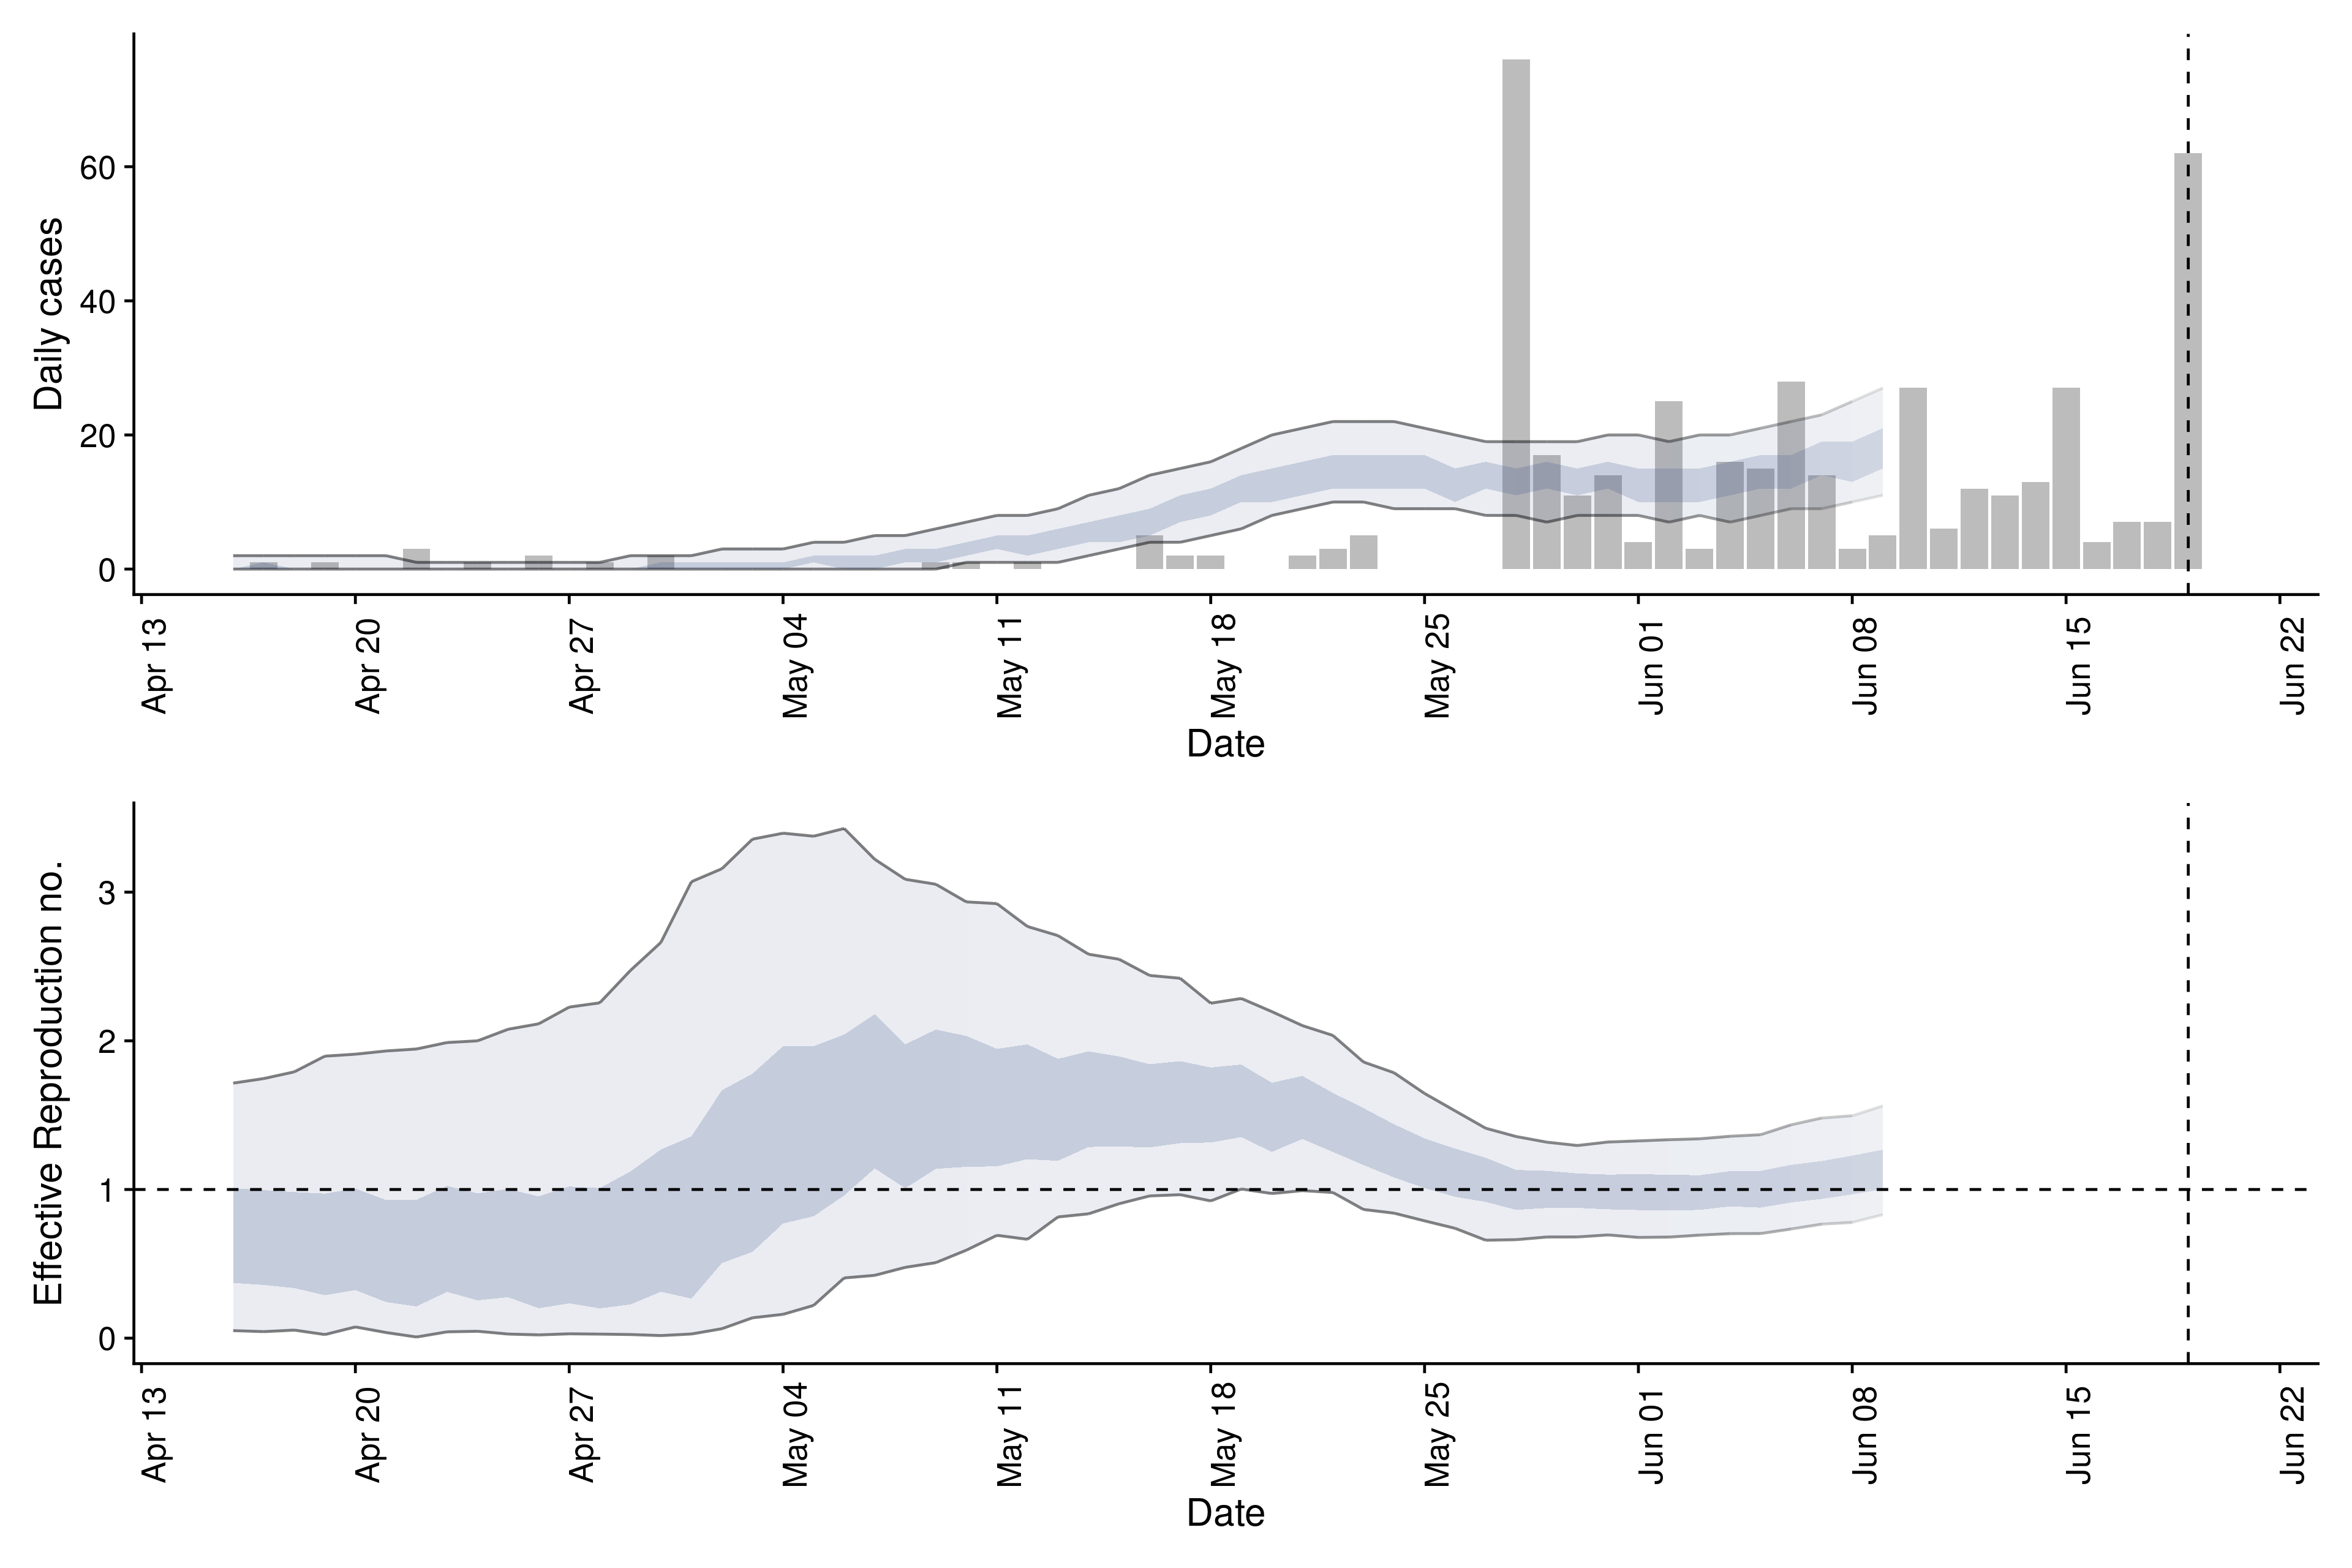 Daily cases
60
40
20
0
Apr 13
Apr 20
Apr 27
May 04
May 11
May 18
May 25
Jun 01
Jun 08
Jun 15
Jun 22
Date
Effective Reproduction no.
3
2
1
0
Apr 13
Apr 20
Apr 27
May 04
May 11
May 18
May 25
Jun 01
Jun 08
Jun 15
Jun 22
Date